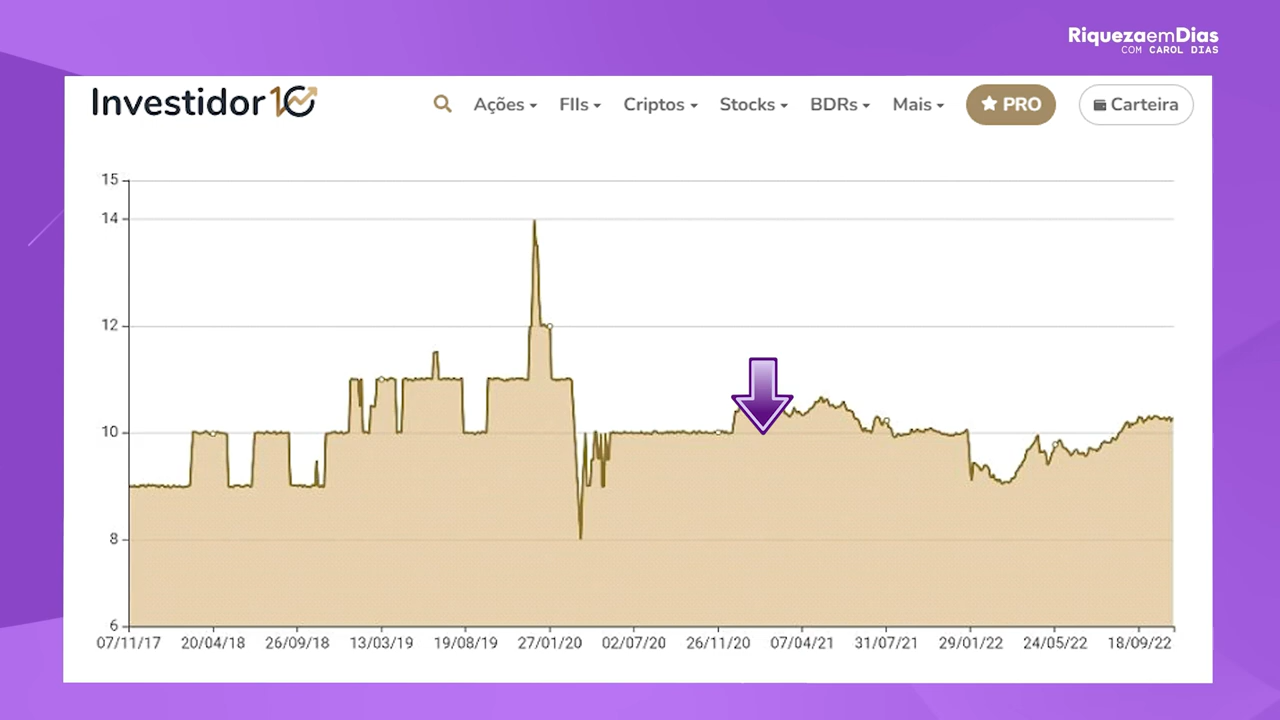 RiquezaemDias
COM CAROL DIAS
Investidor 10
Ações
FIIs
Criptos
Stocks
BDRs
Mais
PRO
Carteira
15
14
12
10
8
6
07/11/17
20/04/18
26/09/18
13/03/19
19/08/19
27/01/20
02/07/20
26/11/20
07/04/21
31/07/21
29/01/22
24/05/22
18/09/22